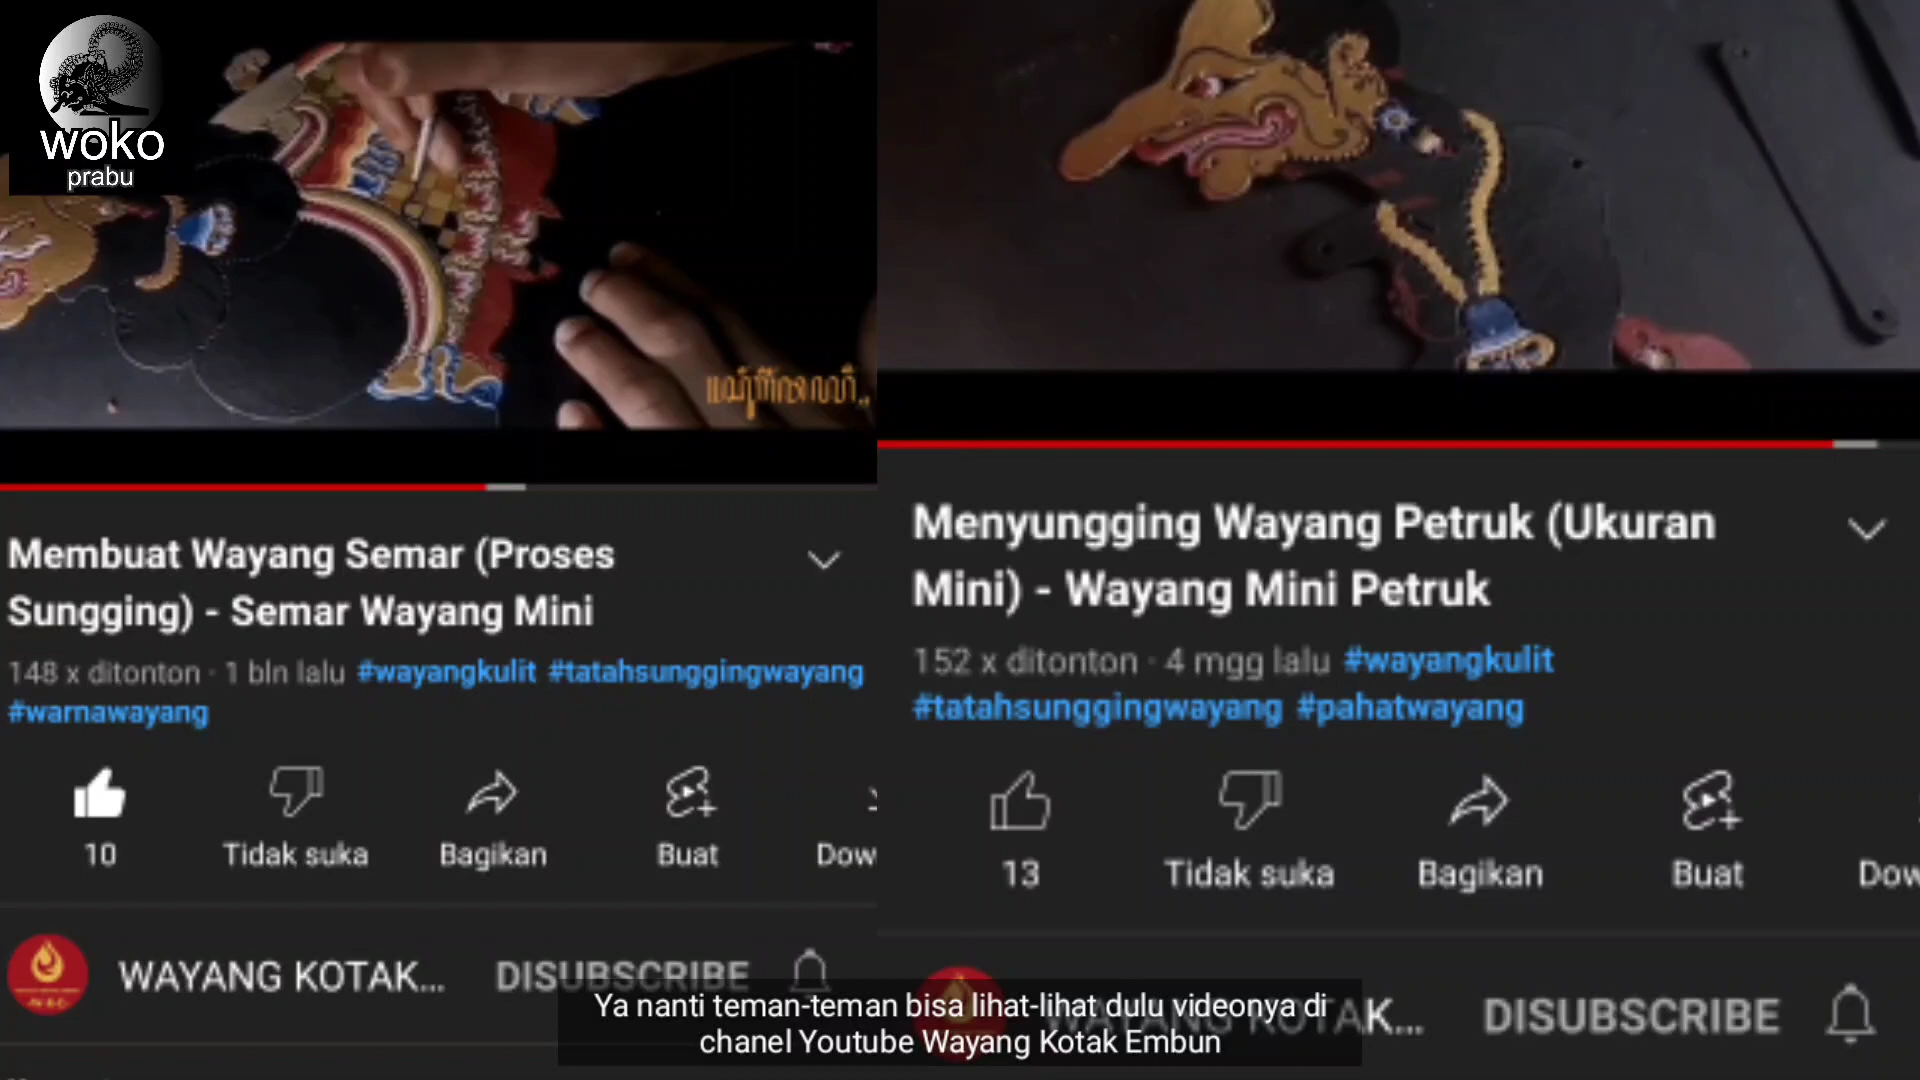 woko
prabu
Membuat Wayang Semar (Proses
Sungging) - Semar Wayang Mini
148 x ditonton · 1 bln lalu #wayangkulit #tatahsunggingwayang
#warnawayang
10
Tidak suka
Bagikan
Buat
Dow
WAYANG KOTAK...
DISUBSCRIBE
Menyungging Wayang Petruk (Ukuran
Mini) - Wayang Mini Petruk
152 x ditonton · 4 mgg lalu #wayangkulit
#tatahsunggingwayang #pahatwayang
13
Tidak suka
Bagikan
Buat
Dow
WAYANG KOTAK...
DISUBSCRIBE
Ya nanti teman-teman bisa lihat-lihat dulu videonya di
chanel Youtube Wayang Kotak Embun